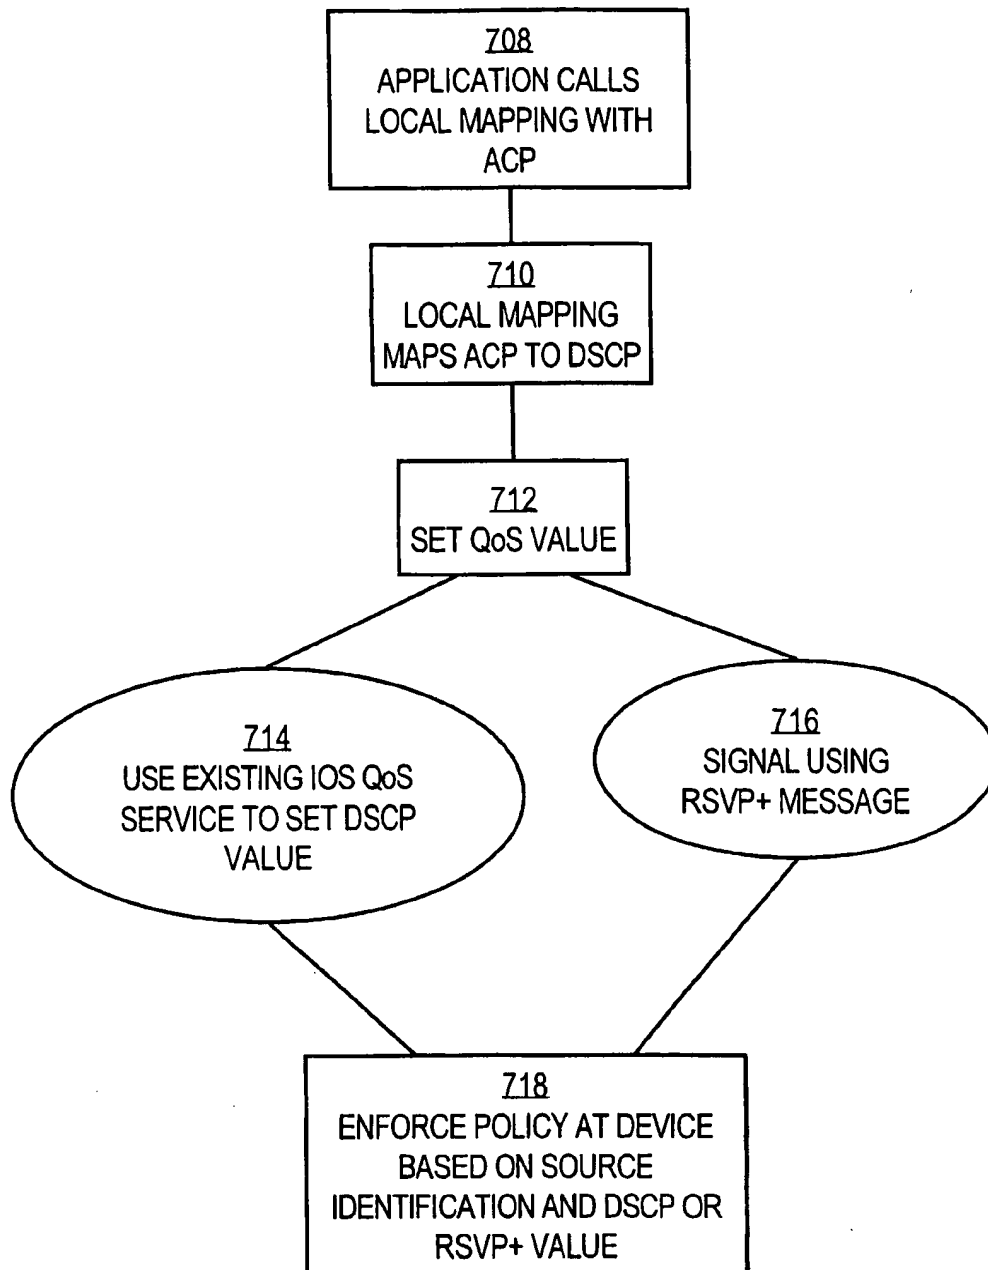 708
APPLICATION CALLS
LOCAL MAPPING WITH
ACP
710
LOCAL MAPPING
MAPS ACP TO DSCP
712
SET QoS VALUE
714
USE EXISTING IOS QoS
SERVICE TO SET DSCP
VALUE
716
SIGNAL USING
RSVP+ MESSAGE
718
ENFORCE POLICY AT DEVICE
BASED ON SOURCE
IDENTIFICATION AND DSCP OR
RSVP+ VALUE